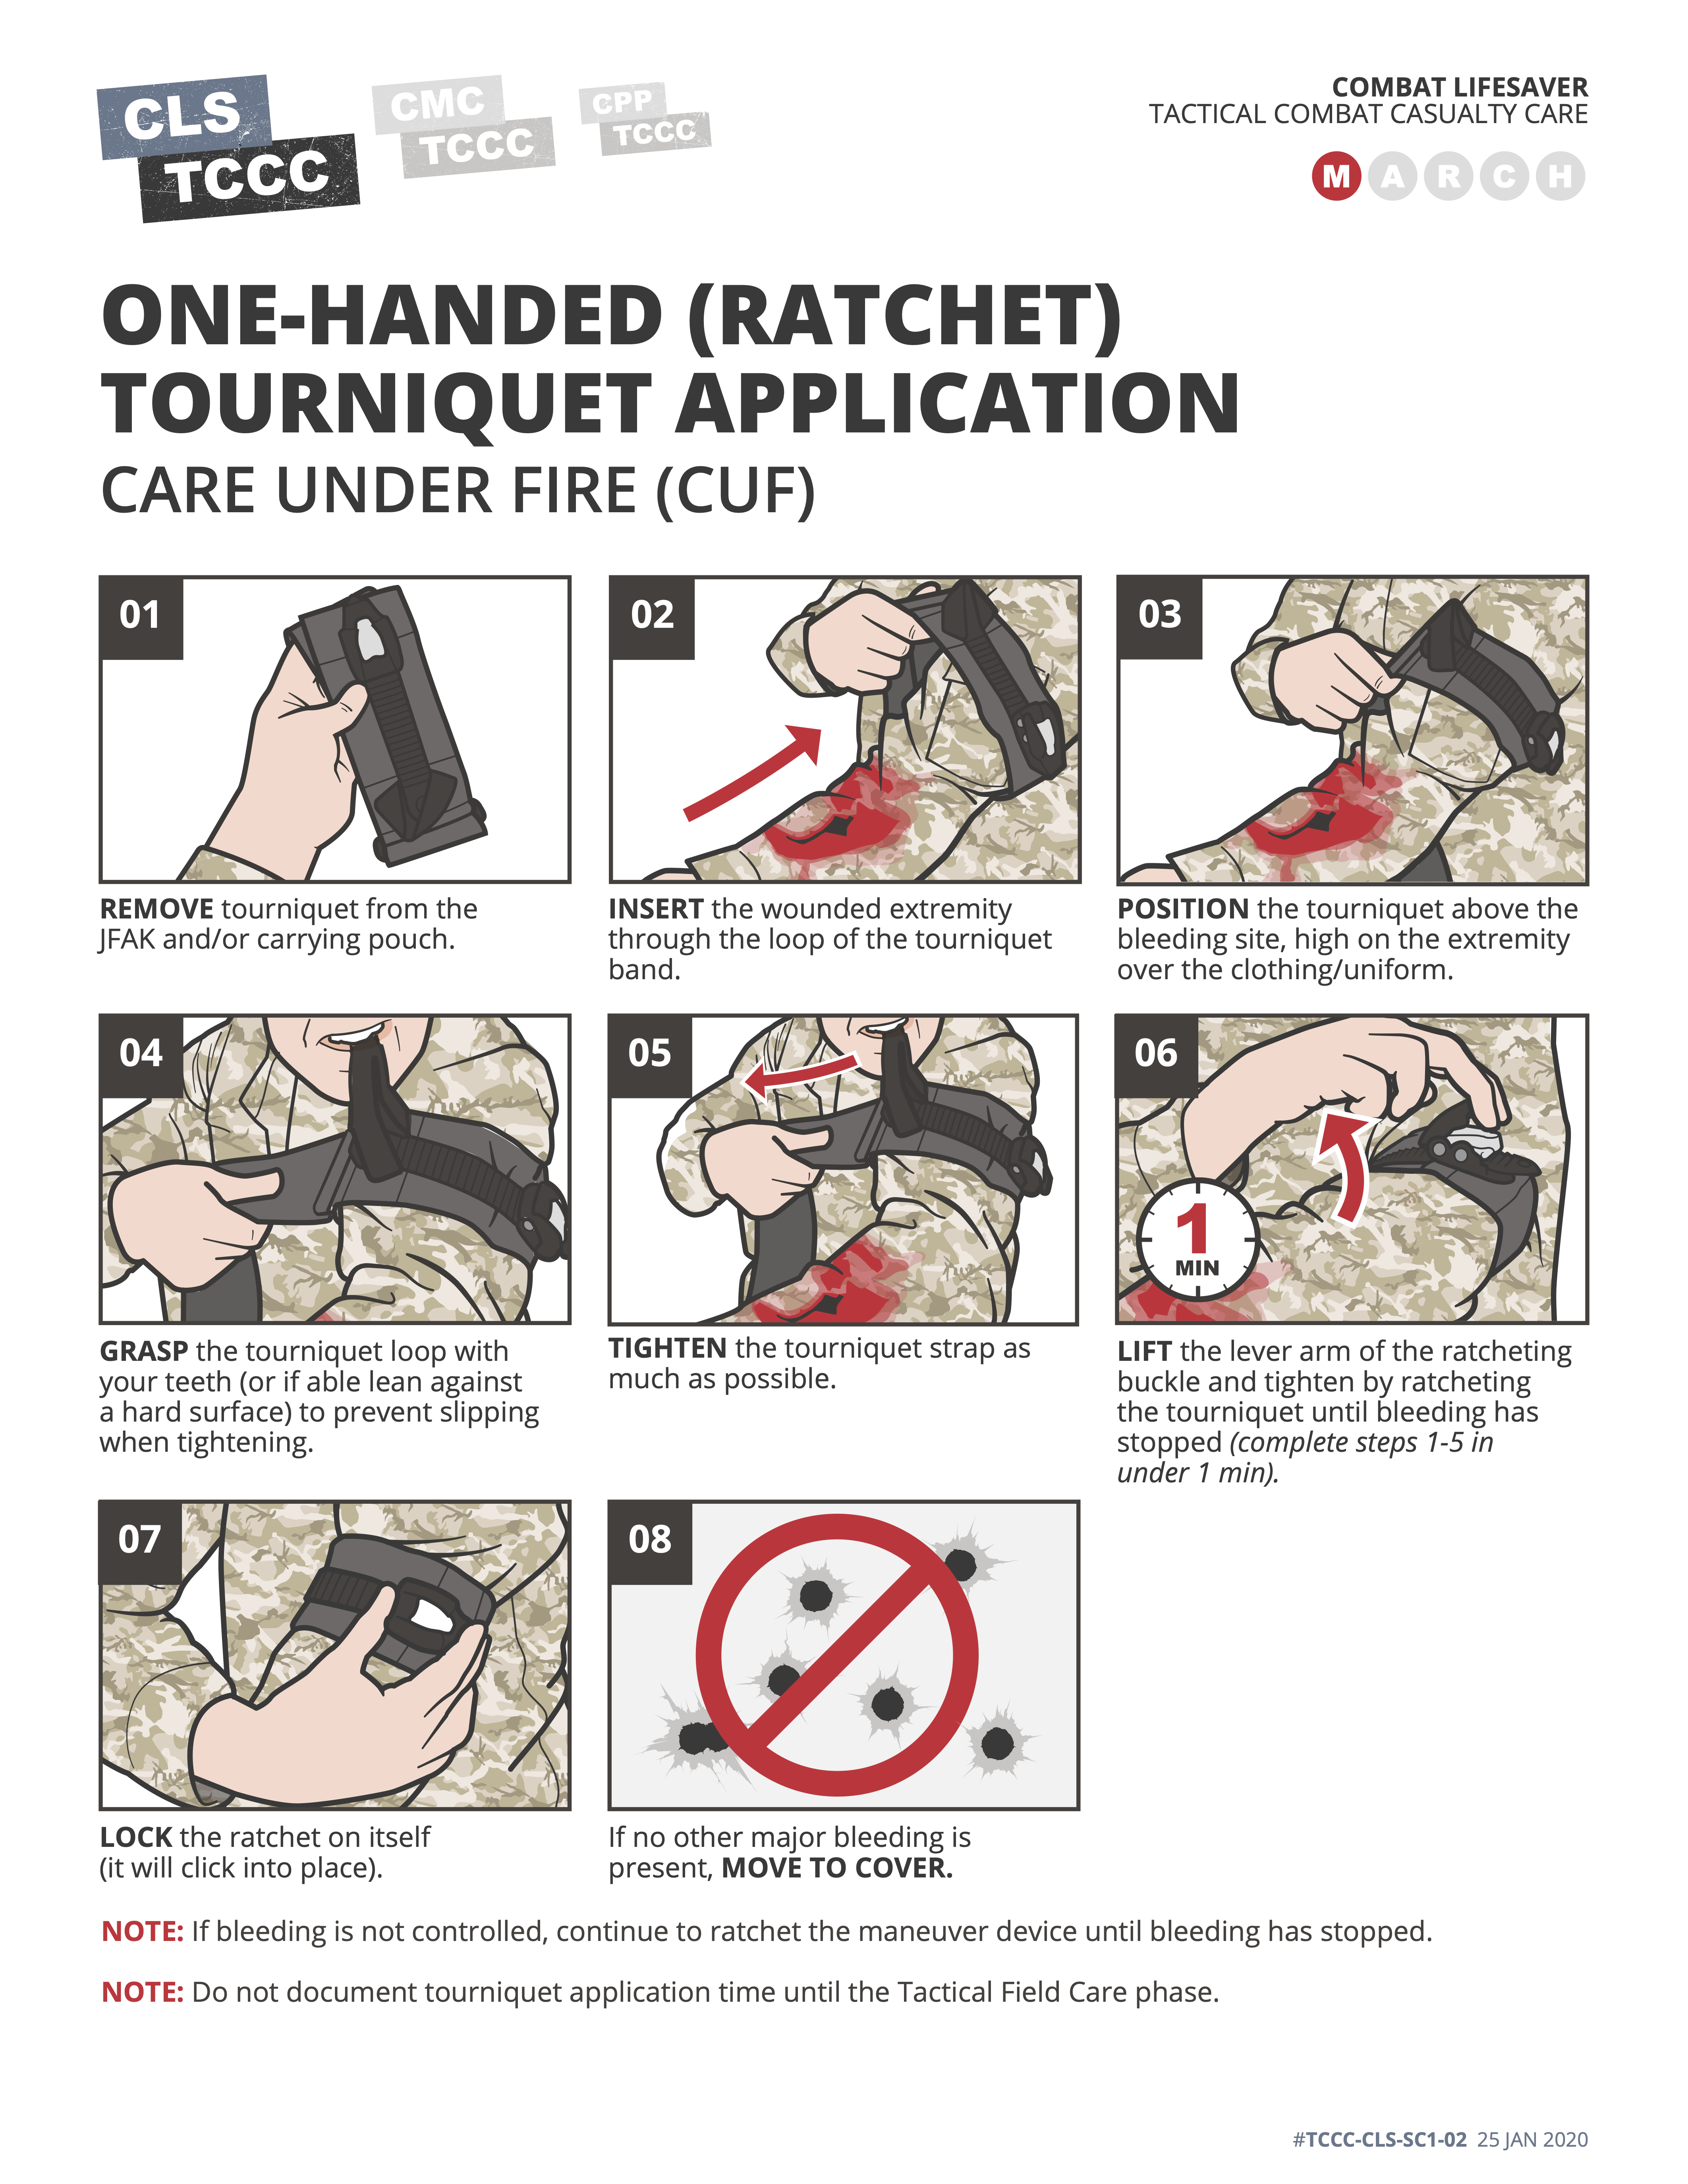 CLS
TCCC
CMC
TCCC
CPP
TCCC
COMBAT LIFESAVER
TACTICAL COMBAT CASUALTY CARE
M A R C H
ONE-HANDED (RATCHET)
TOURNIQUET APPLICATION
CARE UNDER FIRE (CUF)
01
REMOVE tourniquet from the
JFAK and/or carrying pouch.
02
INSERT the wounded extremity
through the loop of the tourniquet
band.
03
POSITION the tourniquet above the
bleeding site, high on the extremity
over the clothing/uniform.
04
GRASP the tourniquet loop with
your teeth (or if able lean against
a hard surface) to prevent slipping
when tightening.
05
TIGHTEN the tourniquet strap as
much as possible.
06
1
MIN
LIFT the lever arm of the ratcheting
buckle and tighten by ratcheting
the tourniquet until bleeding has
stopped (complete steps 1-5 in
under 1 min).
07
LOCK the ratchet on itself
(it will click into place).
08
If no other major bleeding is
present, MOVE TO COVER.
NOTE: If bleeding is not controlled, continue to ratchet the maneuver device until bleeding has stopped.
NOTE: Do not document tourniquet application time until the Tactical Field Care phase.
#TCCC-CLS-SC1-02 25 JAN 2020